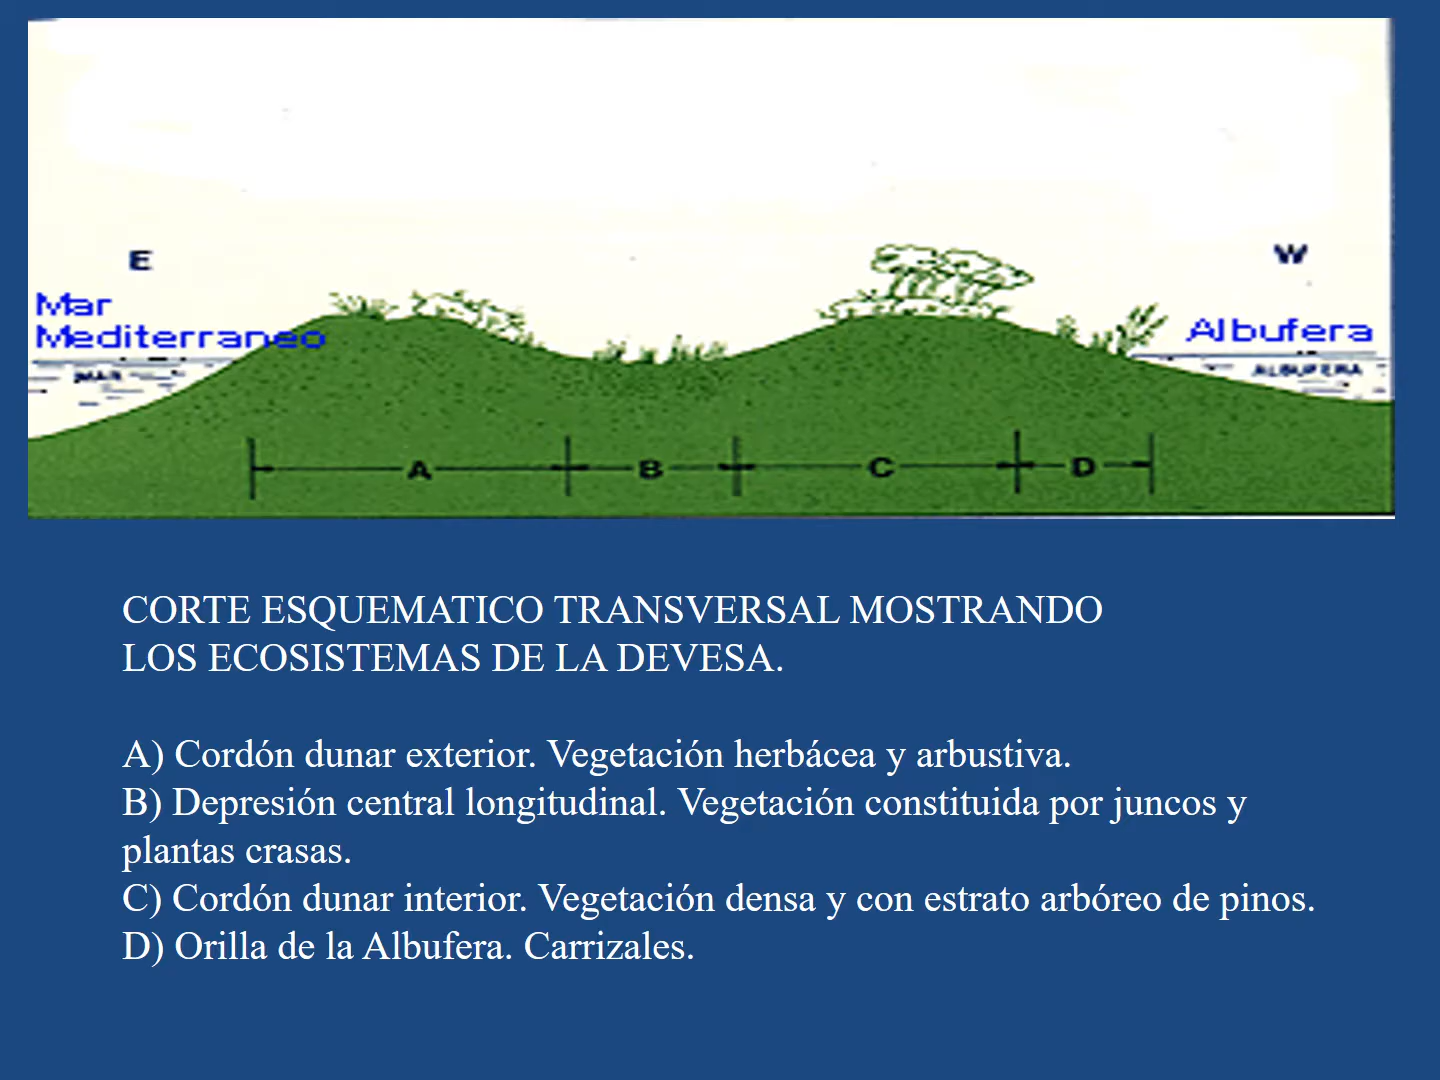 E
W
Mar
Mediterraneo
Albufera
MAR
ALBUFERA
A
B
C
D
CORTE ESQUEMATICO TRANSVERSAL MOSTRANDO
LOS ECOSISTEMAS DE LA DEVESA.
A) Cordón dunar exterior. Vegetación herbácea y arbustiva.
B) Depresión central longitudinal. Vegetación constituida por juncos y
plantas crasas.
C) Cordón dunar interior. Vegetación densa y con estrato arbóreo de pinos.
D) Orilla de la Albufera. Carrizales.